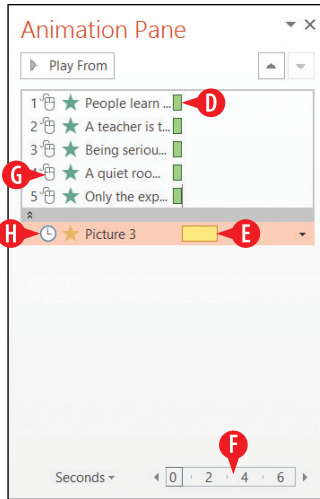 Animation Pane
Play From
1 People learn ... D
2 A teacher is t...
3 Being seriou...
G 4 A quiet roo...
5 Only the exp...
H Picture 3 E
F
Seconds 0 2 4 6